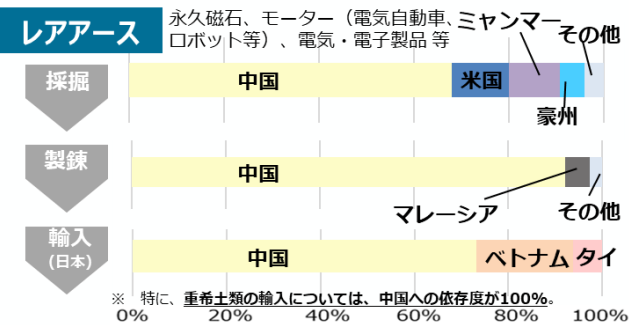 レアアース
永久磁石、モーター（電気自動車、
ロボット等）、電気・電子製品 等
ミャンマー
その他
採掘
中国
米国
豪州
製錬
中国
マレーシア
その他
輸入
(日本)
中国
ベトナム
タイ
※　特に、重希土類の輸入については、中国への依存度が100%。
0%
20%
40%
60%
80%
100%